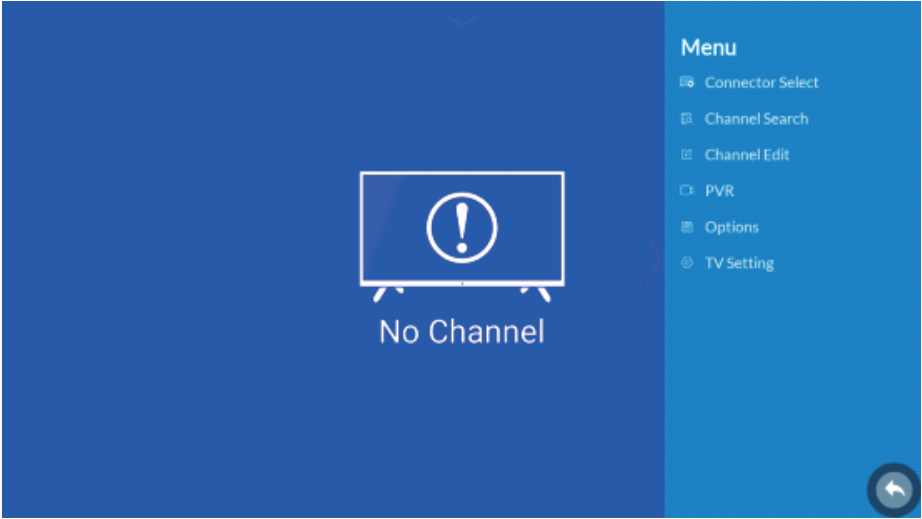 Menu
Connector Select
Channel Search
Channel Edit
PVR
Options
TV Setting
No Channel